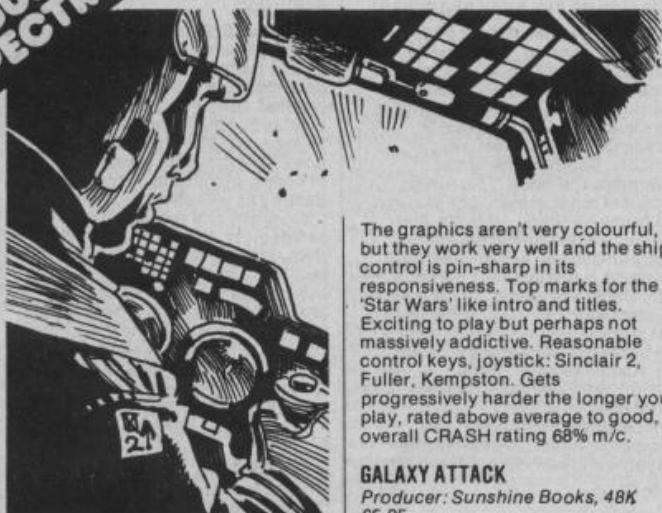 The graphics aren't very colourful,
but they work very well and the ship
control is pin-sharp in its
responsiveness. Top marks for the
'Star Wars' like intro and titles.
Exciting to play but perhaps not
massively addictive. Reasonable
control keys, joystick: Sinclair 2,
Fuller, Kempston. Gets
progressively harder the longer you
play, rated above average to good,
overall CRASH rating 68% m/c.
GALAXY ATTACK
Producer: Sunshine Books, 48K